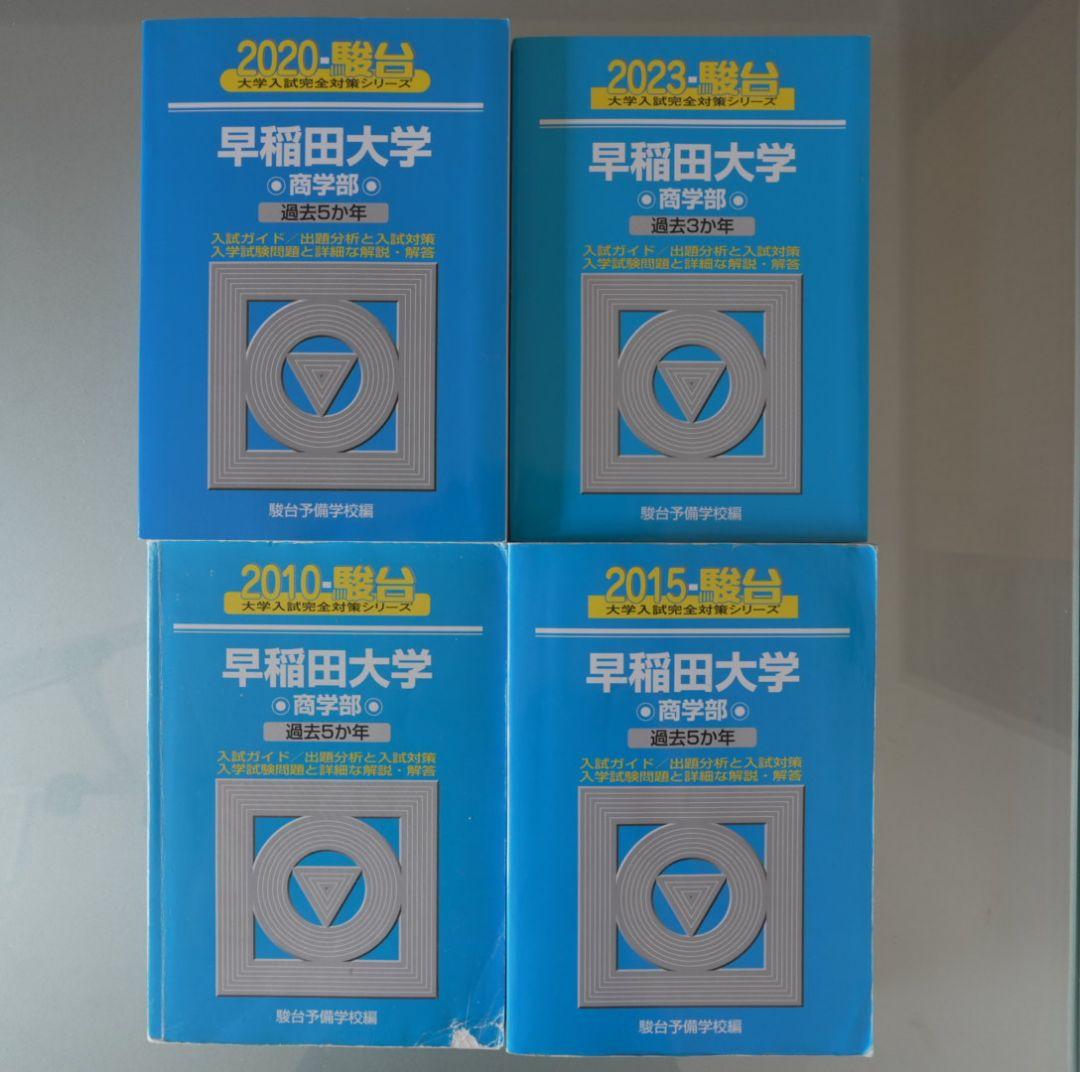 2020-駿台
大学入試完全対策シリーズ
早稲田大学
商学部
過去5か年
入試ガイド/出題分析と入試対策
入学試験問題と詳細な解説・解答
駿台予備学校編
2023-駿台
大学入試完全対策シリーズ
早稲田大学
商学部
過去3か年
入試ガイド/出題分析と入試対策
入学試験問題と詳細な解説・解答
駿台予備学校編
2010-駿台
大学入試完全対策シリーズ
早稲田大学
商学部
過去5か年
入試ガイド/出題分析と入試対策
入学試験問題と詳細な解説・解答
駿台予備学校編
2015-駿台
大学入試完全対策シリーズ
早稲田大学
商学部
過去5か年
入試ガイド/出題分析と入試対策
入学試験問題と詳細な解説・解答
駿台予備学校編